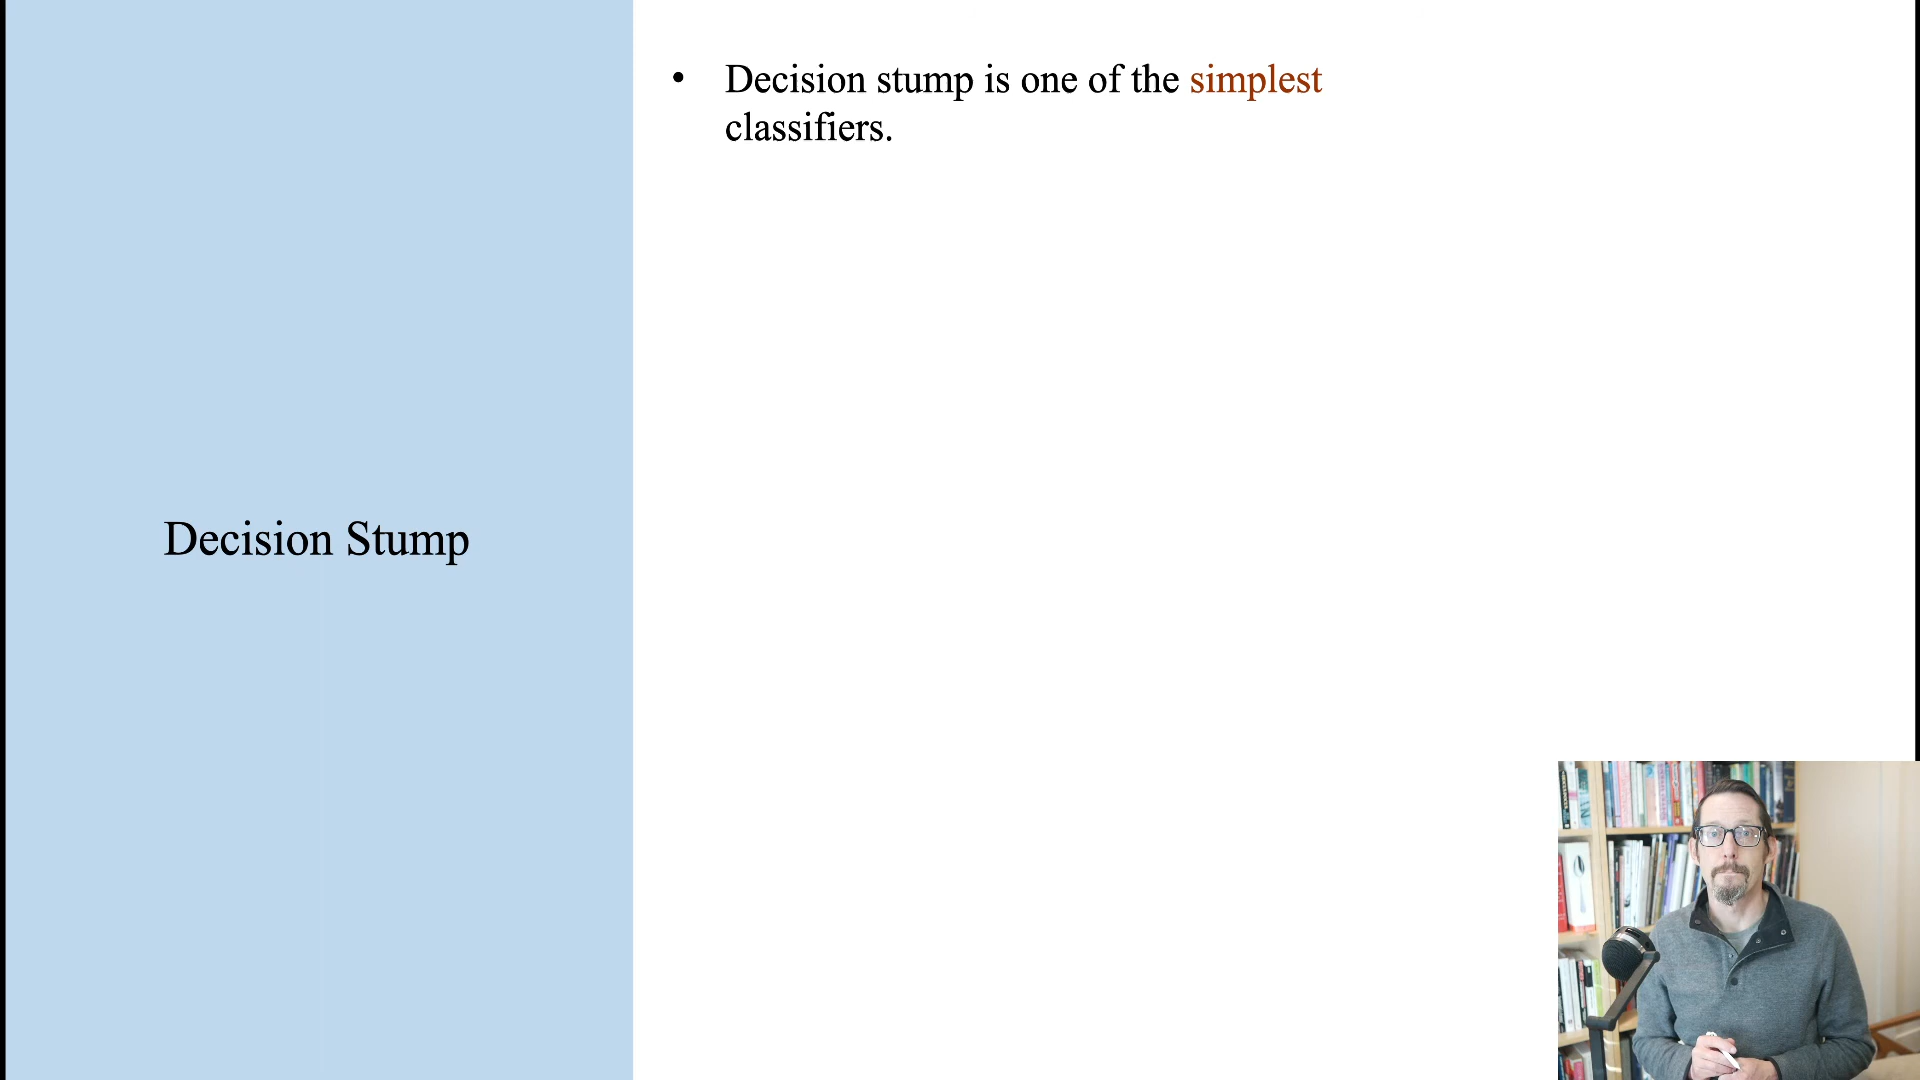 Decision Stump
• Decision stump is one of the simplest
classifiers.